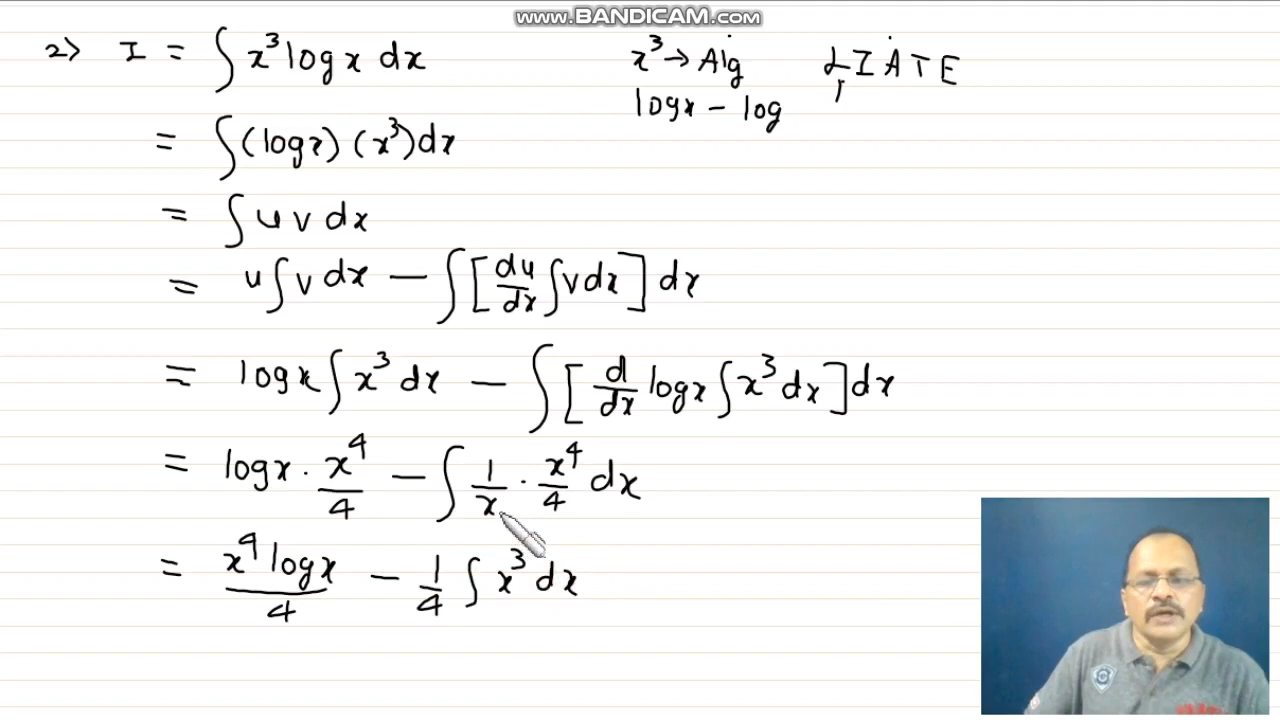 www.BANDICAM.com
2) I = ∫ x³ log x dx x³ → Alg LIATE
log x - log
= ∫ (log x) (x³) dx
= ∫ u v dx
= u ∫ v dx - ∫ [ du/dx ∫ v dx ] dx
= log x ∫ x³ dx - ∫ [ d/dx log x ∫ x³ dx ] dx
= log x · x⁴/4 - ∫ 1/x · x⁴/4 dx
= x⁴ log x / 4 - 1/4 ∫ x³ dx